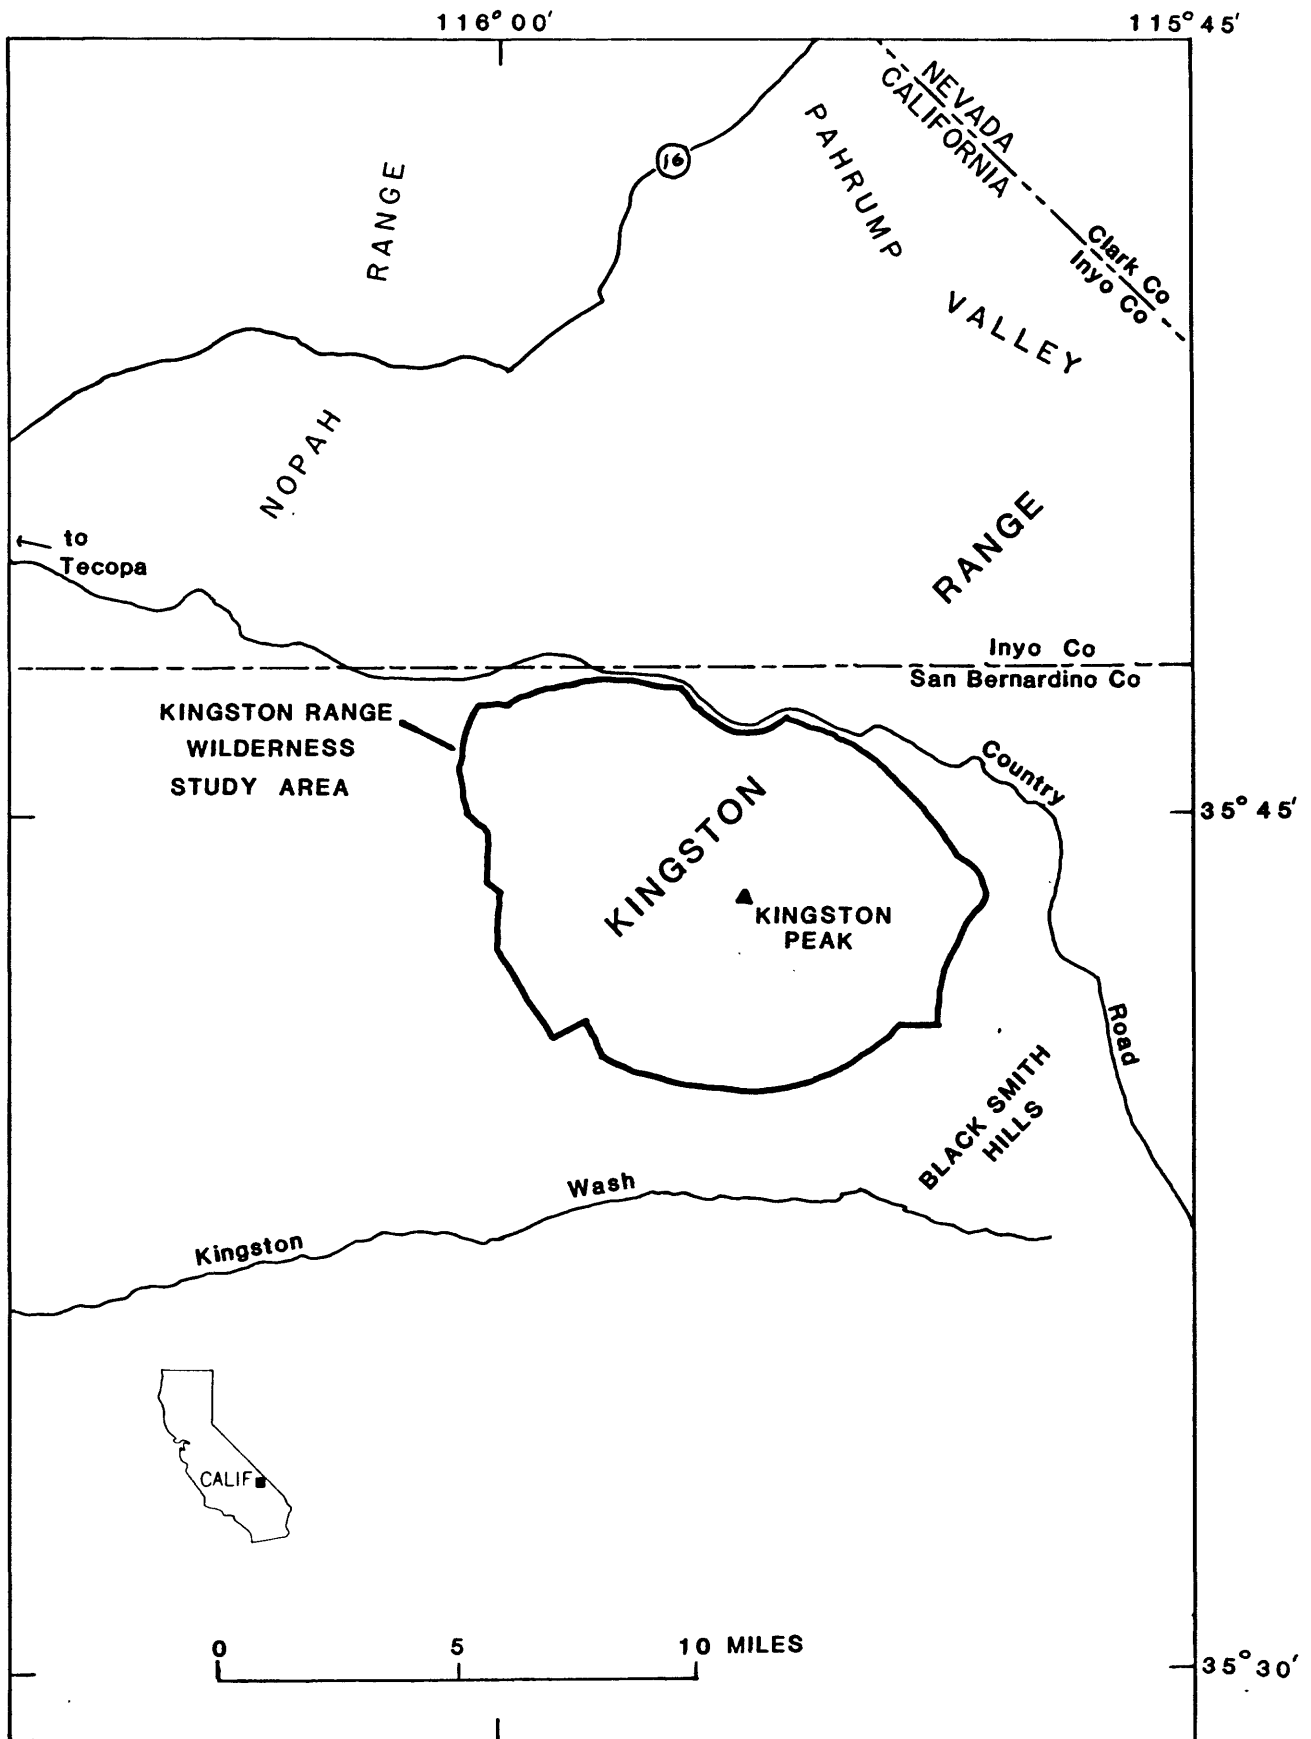 116° 00'
115° 45'
NEVADA
CALIFORNIA
16
PAHRUMP
VALLEY
RANGE
Clark Co
Inyo Co
NOPAH
RANGE
to
Tecopa
Inyo Co
San Bernardino Co
KINGSTON RANGE
WILDERNESS
STUDY AREA
Country
35° 45'
KINGSTON
KINGSTON
PEAK
Road
BLACK SMITH
HILLS
Wash
Kingston
CALIF
0 5 10 MILES
35° 30'